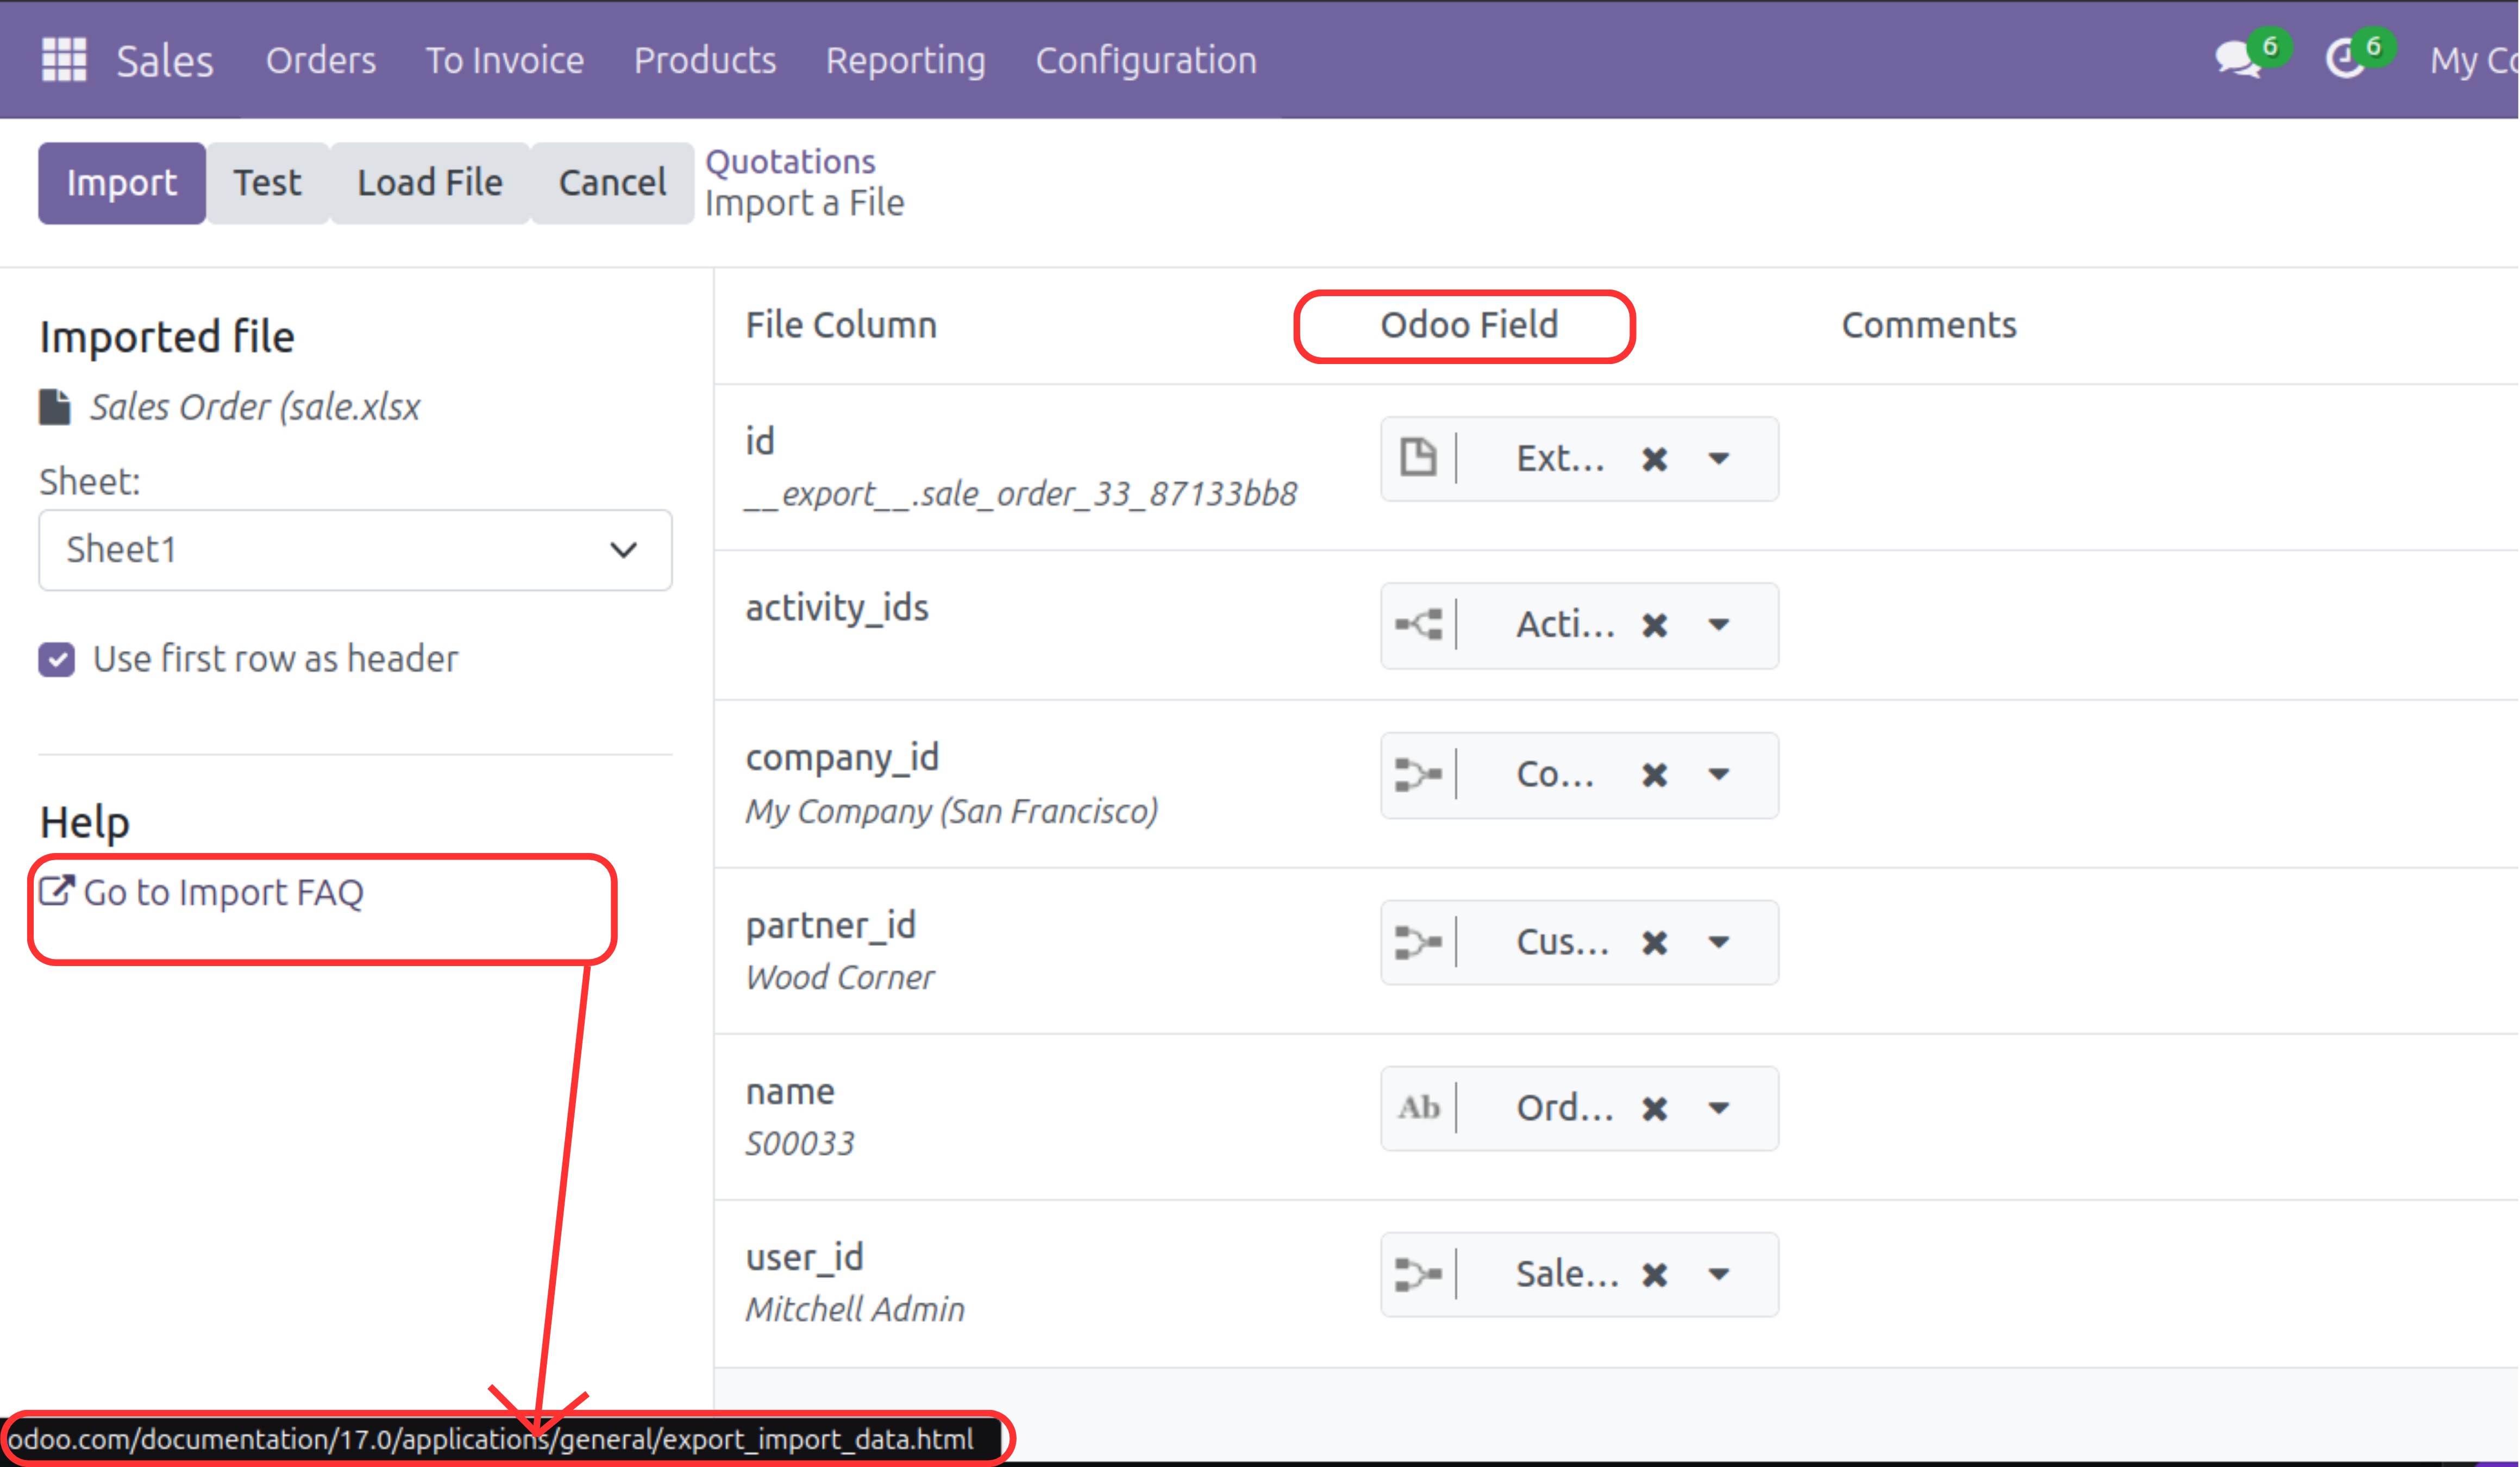 Sales Orders To Invoice Products Reporting Configuration 6 6 My Co
Import Test Load File Cancel Quotations
Import a File
Imported file
Sales Order (sale.xlsx
Sheet:
Sheet1
Use first row as header
Help
Go to Import FAQ
File Column Odoo Field Comments
id
__export__.sale_order_33_87133bb8
Ext...
activity_ids
Acti...
company_id
My Company (San Francisco)
Co...
partner_id
Wood Corner
Cus...
name
S00033
Ab Ord...
user_id
Mitchell Admin
Sale...
odoo.com/documentation/17.0/applications/general/export_import_data.html